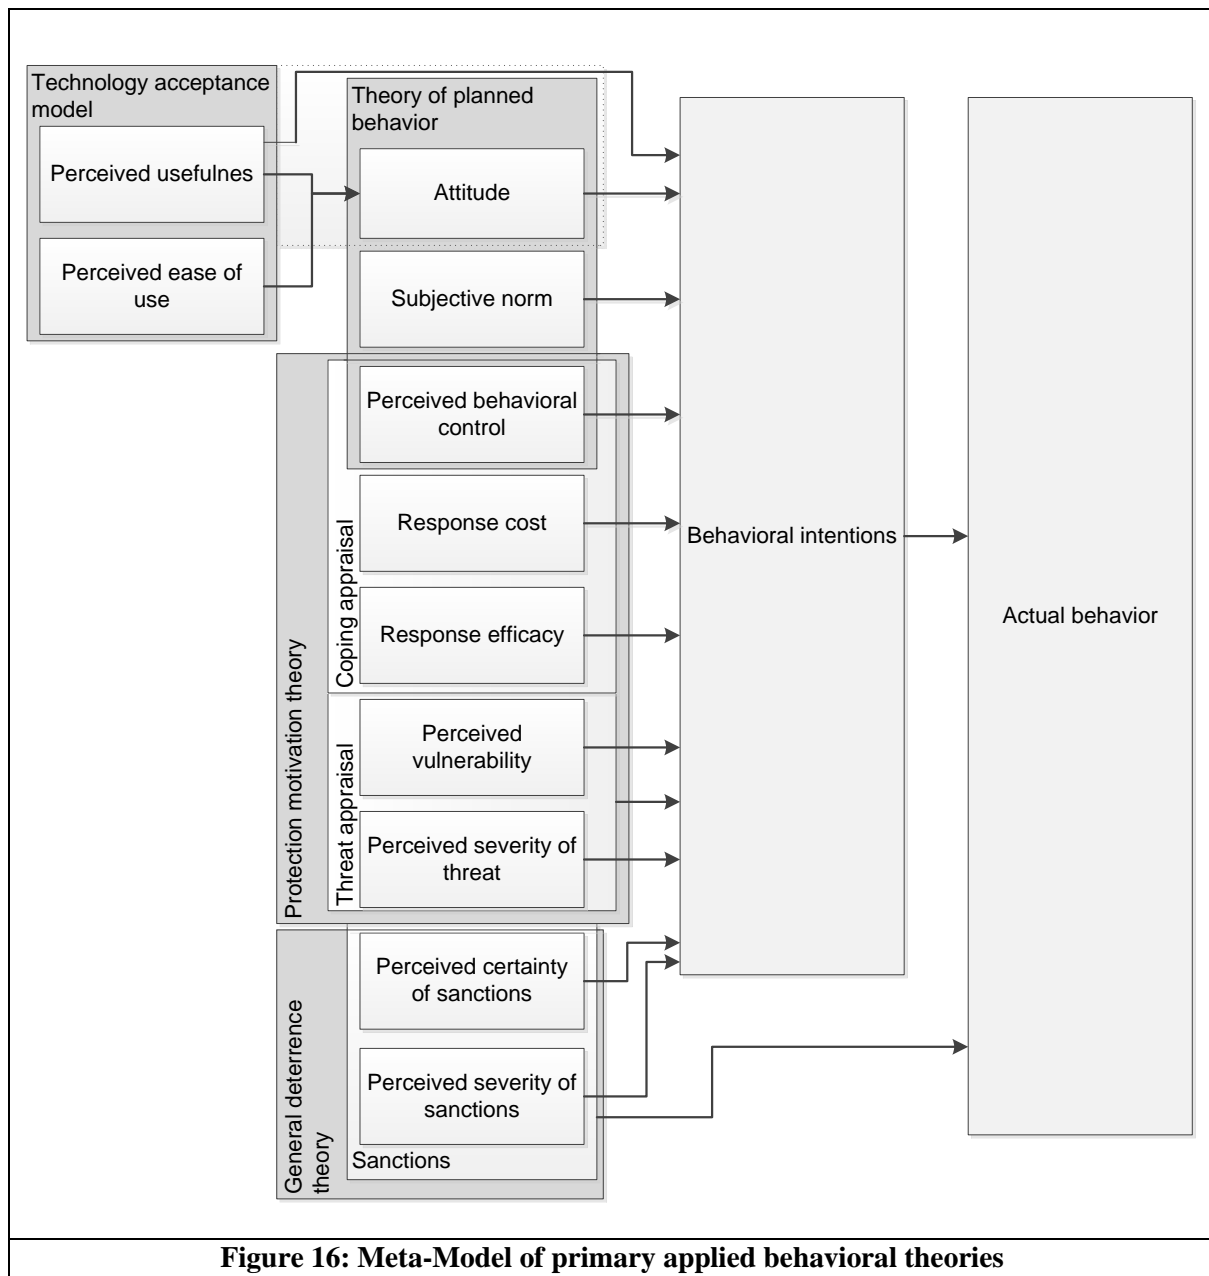 Technology acceptance
model
Perceived usefulnes
Perceived ease of
use
Theory of planned
behavior
Attitude
Subjective norm
Perceived behavioral
control
Protection motivation theory
Coping appraisal
Response cost
Response efficacy
Threat appraisal
Perceived
vulnerability
Perceived severity of
threat
General deterrence
theory
Perceived certainty
of sanctions
Perceived severity of
sanctions
Sanctions
Behavioral intentions
Actual behavior
Figure 16: Meta-Model of primary applied behavioral theories